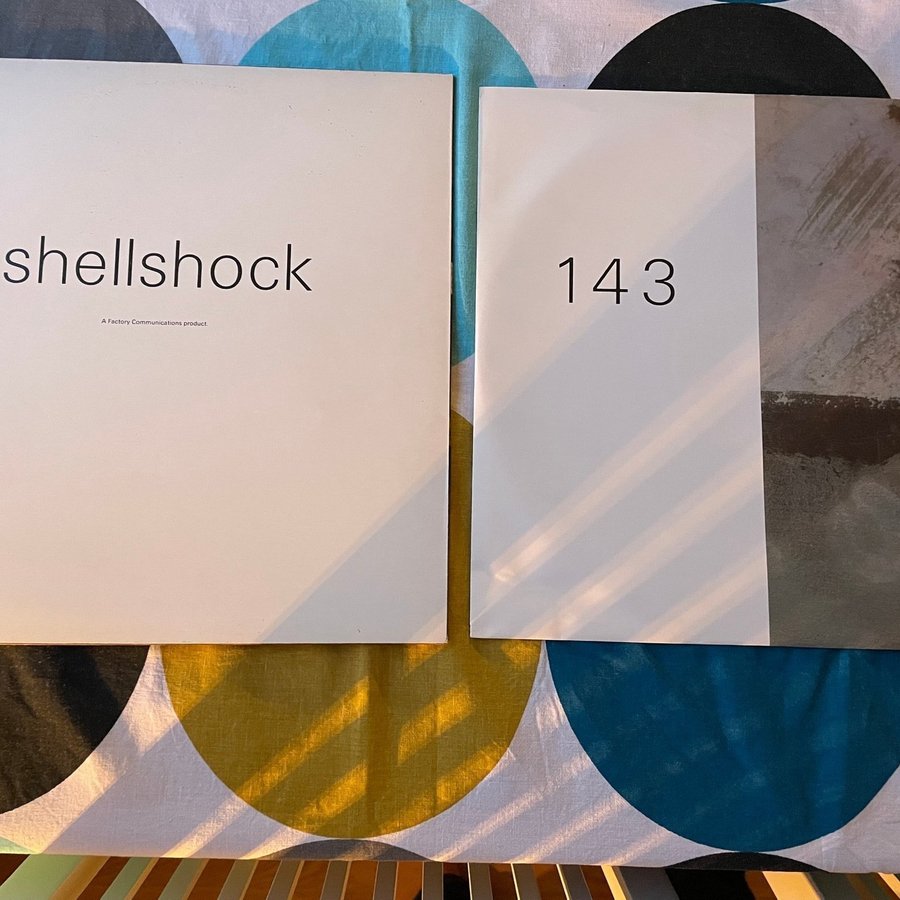 shellshock
A Factory Communications product.
143